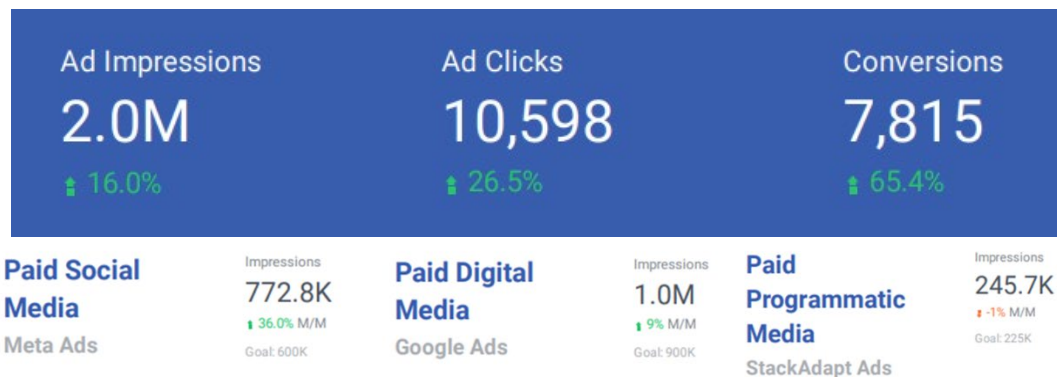 Ad Impressions
2.0M
16.0%
Ad Clicks
10,598
26.5%
Conversions
7,815
65.4%
Paid Social
Media
Meta Ads
Impressions
772.8K
36.0% M/M
Goal: 600K
Paid Digital
Media
Google Ads
Impressions
1.0M
9% M/M
Goal: 900K
Paid
Programmatic
Media
StackAdapt Ads
Impressions
245.7K
-1% M/M
Goal: 225K